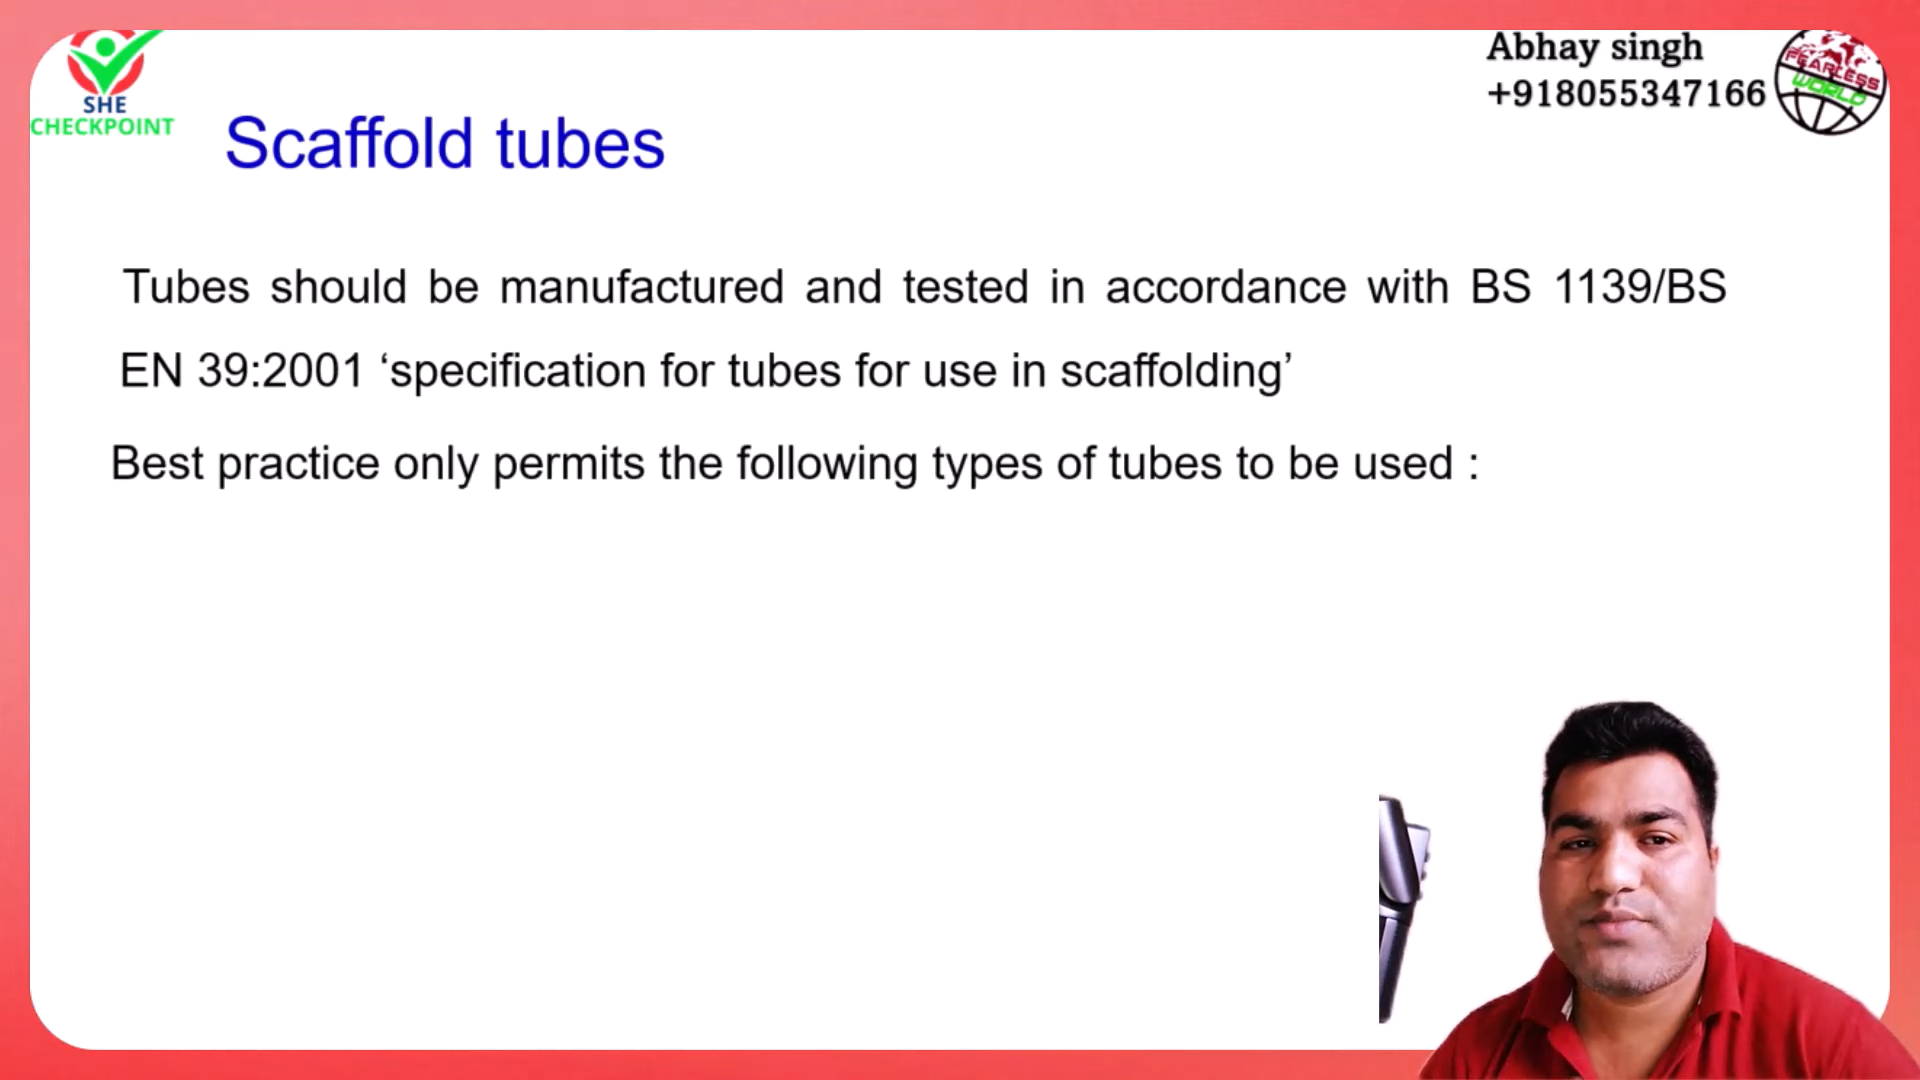 SHE
CHECKPOINT
Abhay singh
+918055347166
FEARLESS
WORLD
Scaffold tubes
Tubes should be manufactured and tested in accordance with BS 1139/BS
EN 39:2001 ‘specification for tubes for use in scaffolding’
Best practice only permits the following types of tubes to be used :